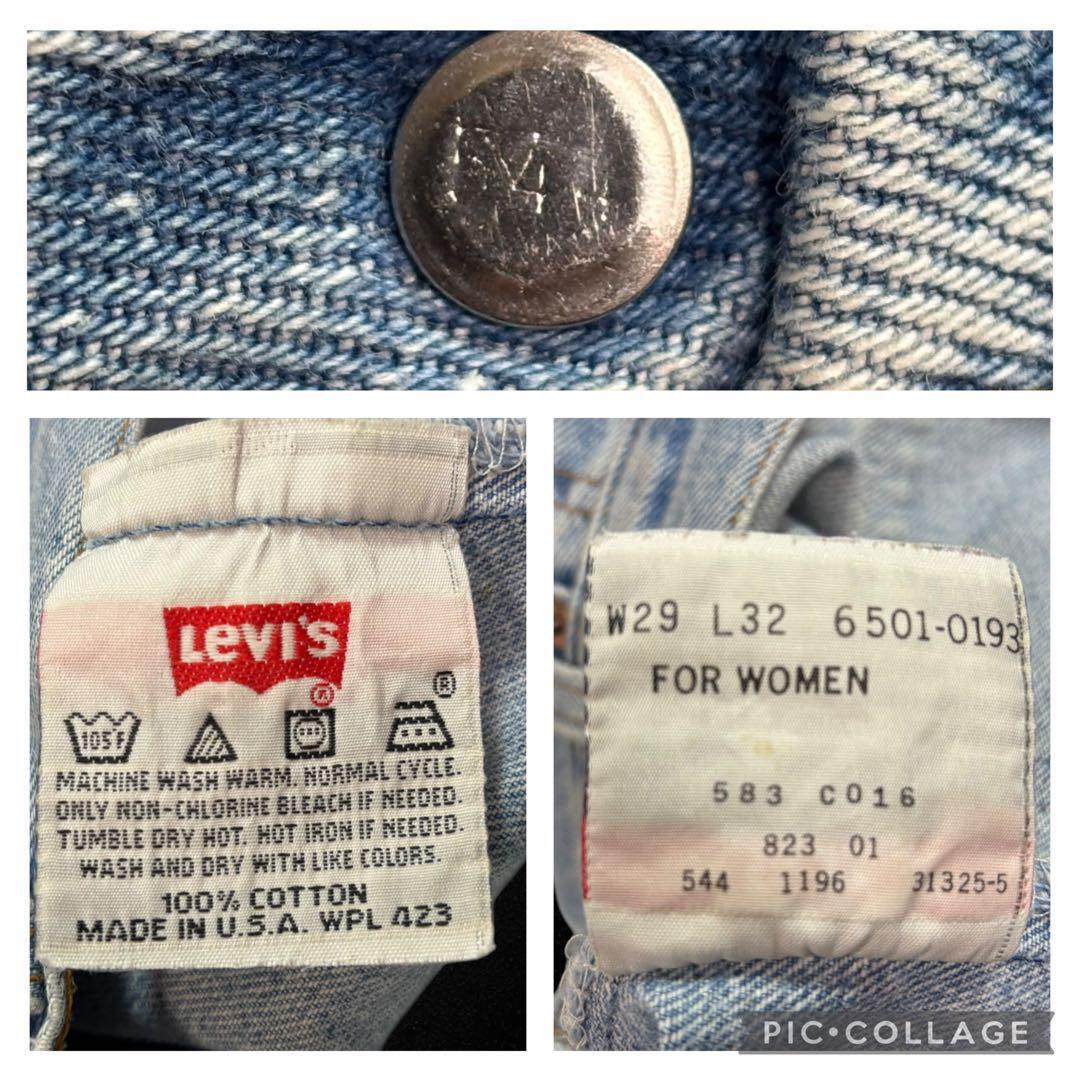 LEVI'S
®
®
105°F
MACHINE WASH WARM. NORMAL CYCLE.
ONLY NON-CHLORINE BLEACH IF NEEDED.
TUMBLE DRY HOT. HOT IRON IF NEEDED.
WASH AND DRY WITH LIKE COLORS.
100% COTTON
MADE IN U.S.A. WPL 423
W29 L32 6501-0193
FOR WOMEN
583 C016
823 01
544 1196 31325-5
PIC•COLLAGE